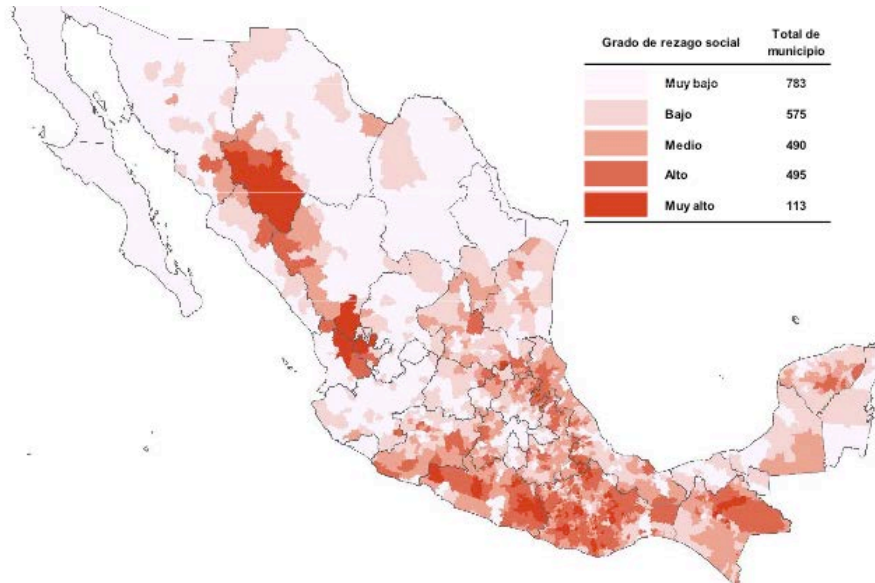 Grado de rezago social Total de
municipio
Muy bajo 783
Bajo 575
Medio 490
Alto 495
Muy alto 113